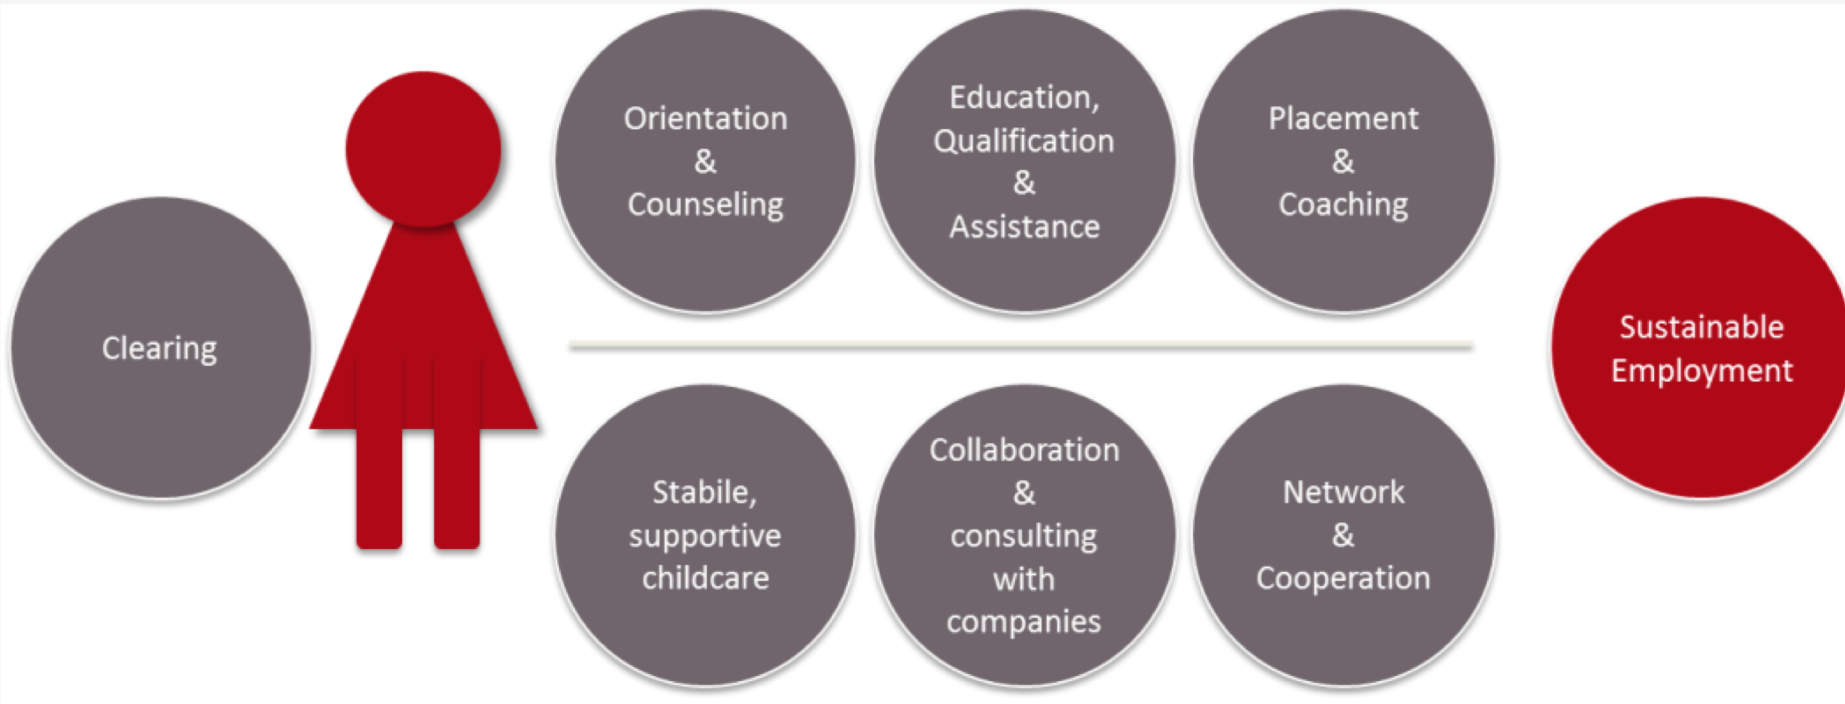 Clearing
Orientation
&
Counseling
Education,
Qualification
&
Assistance
Placement
&
Coaching
Stabile,
supportive
childcare
Collaboration
&
consulting
with
companies
Network
&
Cooperation
Sustainable
Employment